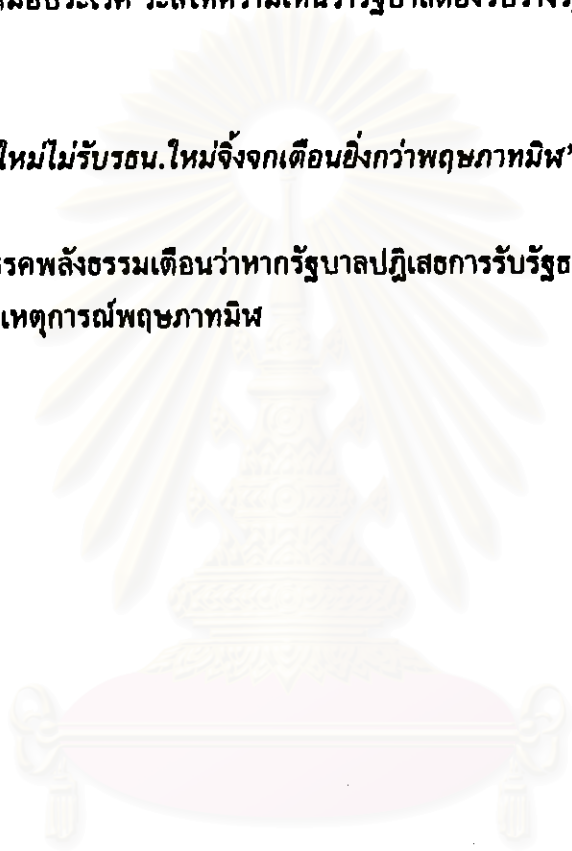 ใหม่ไม่รับรธน.ใหม่จิ้งจกเตือนยิ่งกว่าพฤษภาทมิฬ"
รรคพลังธรรมเตือนว่าหากรัฐบาลปฏิเสธการรับรัฐธ
เหตุการณ์พฤษภาทมิฬ